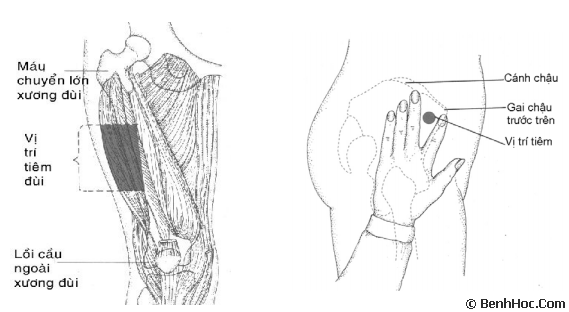 Máu
chuyển lớn
xương đùi
Vị
trí
tiêm
đùi
Lồi cầu
ngoài
xương đùi
Cánh chậu
Gai chậu
trước trên
Vị trí tiêm
© BenhHoc.Com